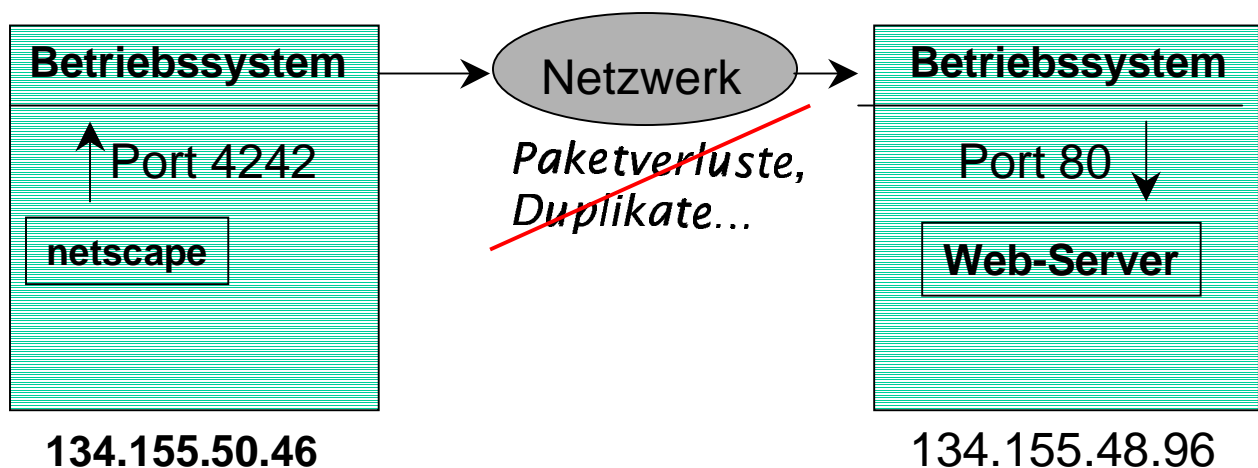 Betriebssystem
Port 4242
netscape
134.155.50.46
Netzwerk
Paketverluste,
Duplikate...
Betriebssystem
Port 80
Web-Server
134.155.48.96